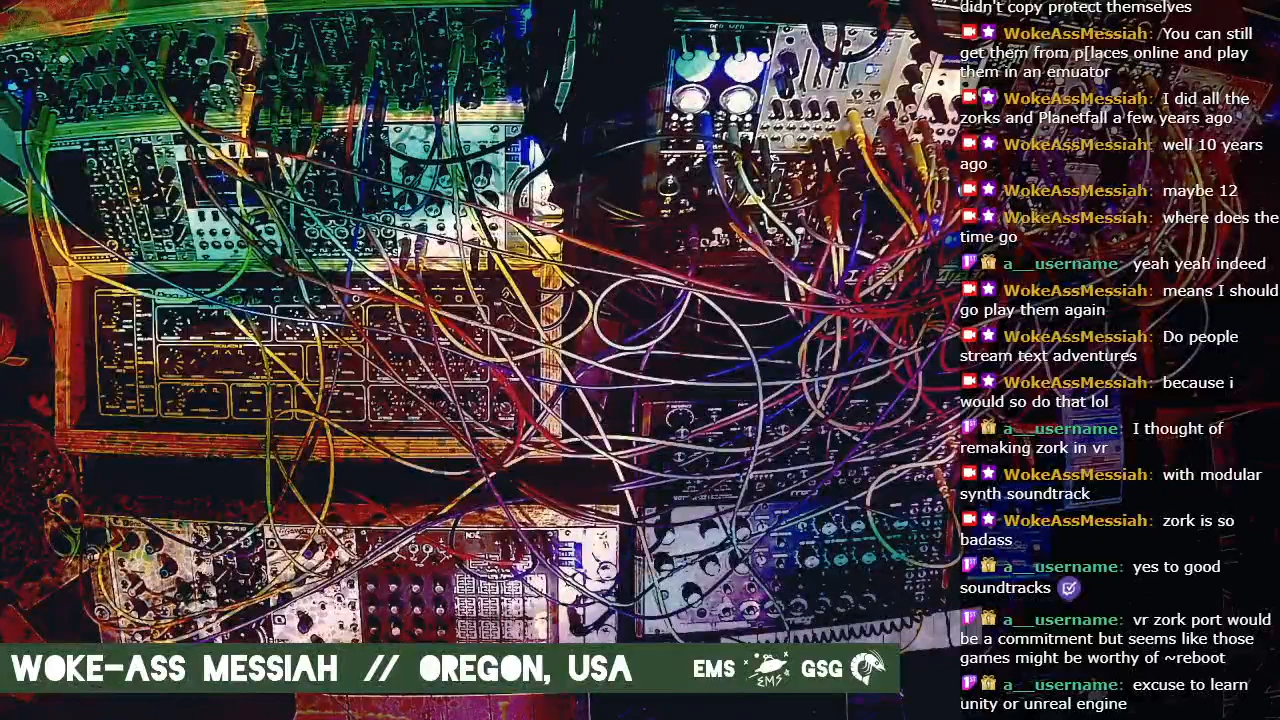 didn't copy protect themselves
WokeAssMessiah: You can still
get them from p[laces online and play
them in an emuator
WokeAssMessiah: I did all the
zorks and Planetfall a few years ago
WokeAssMessiah: well 10 years
ago
WokeAssMessiah: maybe 12
WokeAssMessiah: where does the
time go
a__username: yeah yeah indeed
WokeAssMessiah: means I should
go play them again
WokeAssMessiah: Do people
stream text adventures
WokeAssMessiah: because i
would so do that lol
a__username: I thought of
remaking zork in vr
WokeAssMessiah: with modular
synth soundtrack
WokeAssMessiah: zork is so
badass
a__username: yes to good
soundtracks
a__username: vr zork port would
be a commitment but seems like those
games might be worthy of ~reboot
a__username: excuse to learn
unity or unreal engine
WOKE-ASS MESSIAH // OREGON, USA
EMS EMS GSG